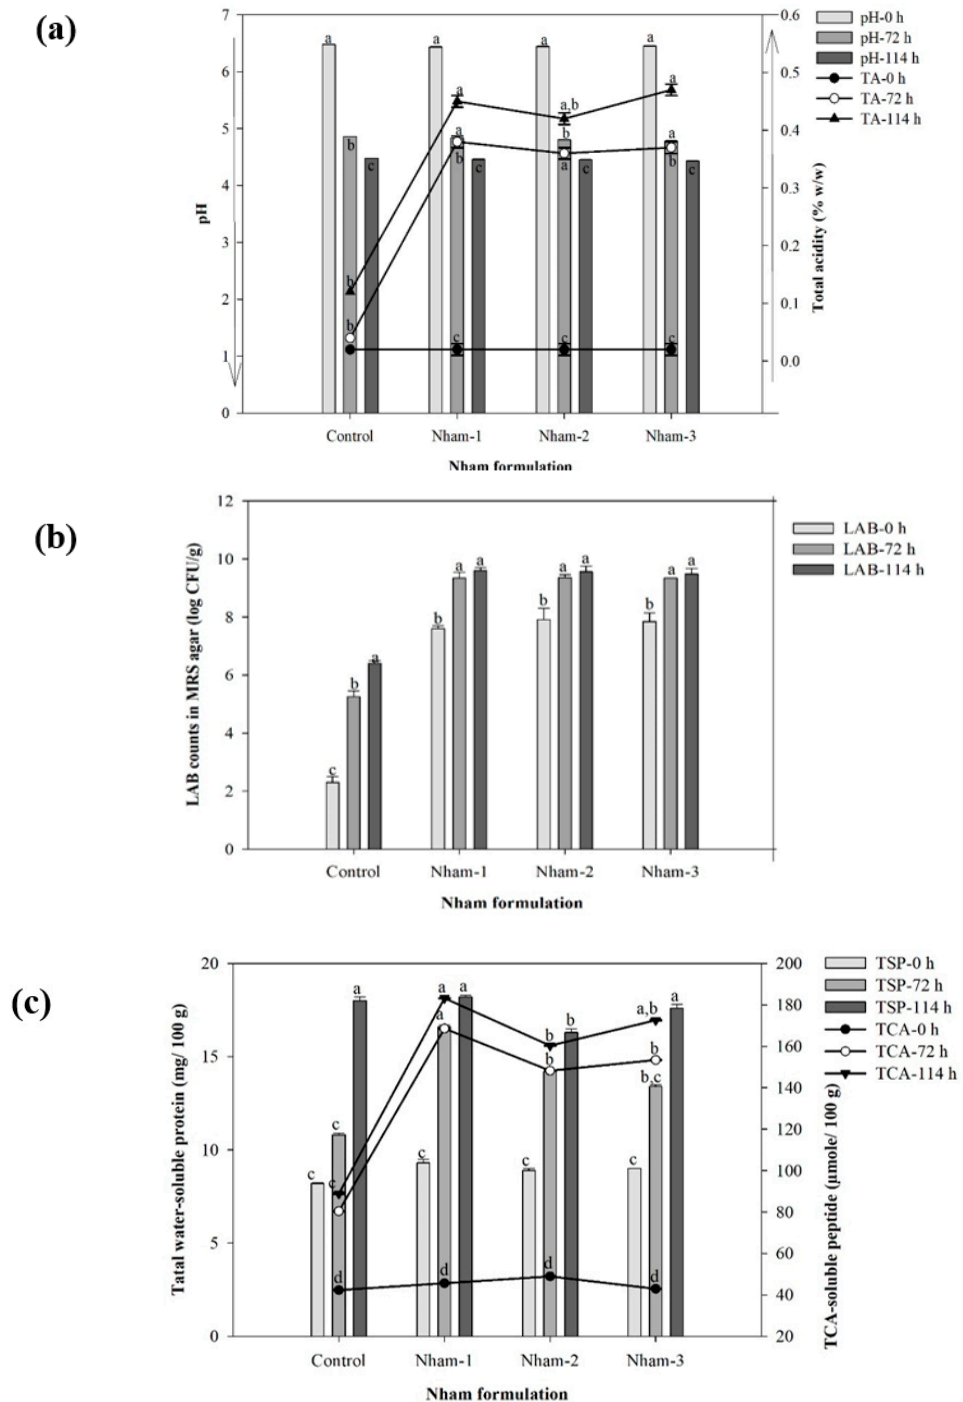 (a)
7
6
5
4
3
2
1
0
pH
0.6
0.5
0.4
0.3
0.2
0.1
0.0
Total acidity (% w/w)
pH-0 h
pH-72 h
pH-114 h
TA-0 h
TA-72 h
TA-114 h
a
b
c
b
b
a
a
a
b
c
c
a
a,b
b
a
c
c
a
a
a
b
c
c
Control
Nham-1
Nham-2
Nham-3
Nham formulation
(b)
12
10
8
6
4
2
0
LAB counts in MRS agar (log CFU/g)
LAB-0 h
LAB-72 h
LAB-114 h
c
b
a
b
a
a
b
a
a
b
a
a
Control
Nham-1
Nham-2
Nham-3
Nham formulation
(c)
20
15
10
5
0
Tatal water-soluble protein (mg/ 100 g)
200
180
160
140
120
100
80
60
40
20
TCA-soluble peptide (µmole/ 100 g)
TSP-0 h
TSP-72 h
TSP-114 h
TCA-0 h
TCA-72 h
TCA-114 h
c
c
a
c
d
c
a
a
a
d
c
b
b
b
d
c
a,b
a
b
b,c
d
Control
Nham-1
Nham-2
Nham-3
Nham formulation